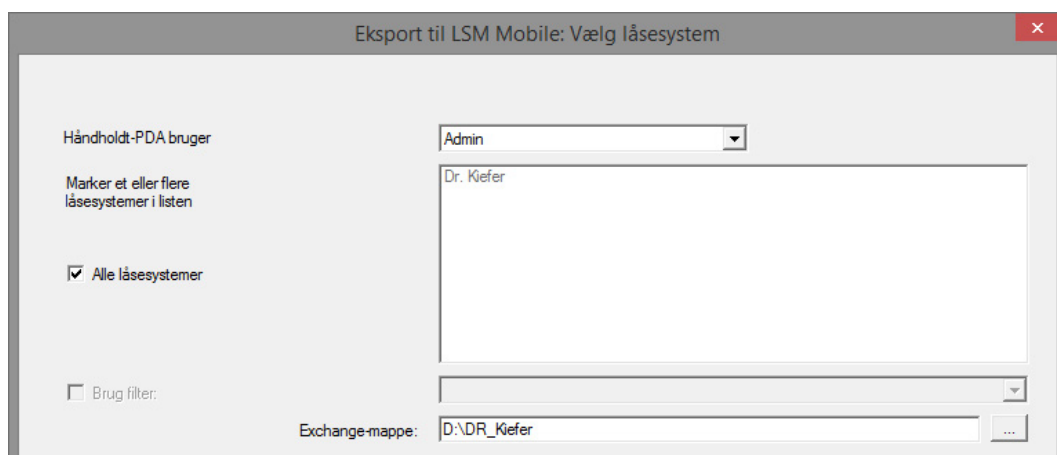 Eksport til LSM Mobile: Vælg låsesystem
Håndholdt-PDA bruger
Admin
Marker et eller flere
låsesystemer i listen
Dr. Kiefer
Alle låsesystemer
Brug filter:
Exchange-mappe:
D:\DR_Kiefer
...